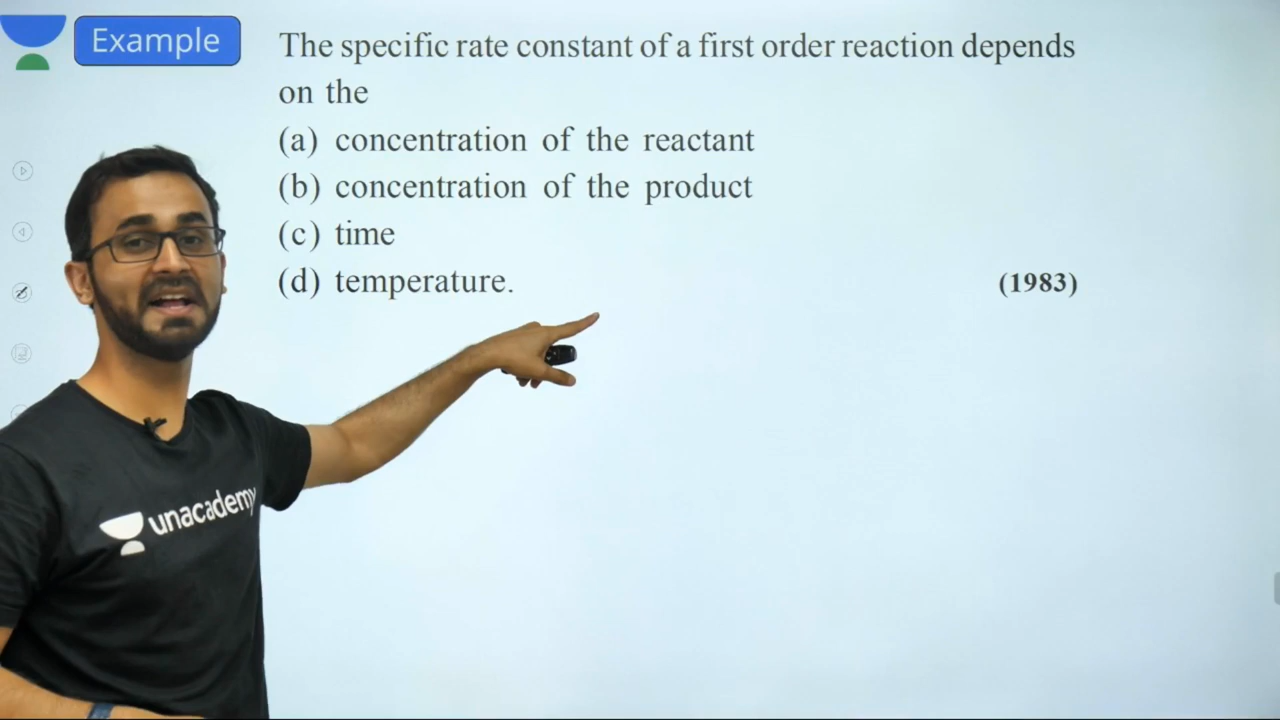 Example
The specific rate constant of a first order reaction depends
on the
(a) concentration of the reactant
(b) concentration of the product
(c) time
(d) temperature.
(1983)
unacademy